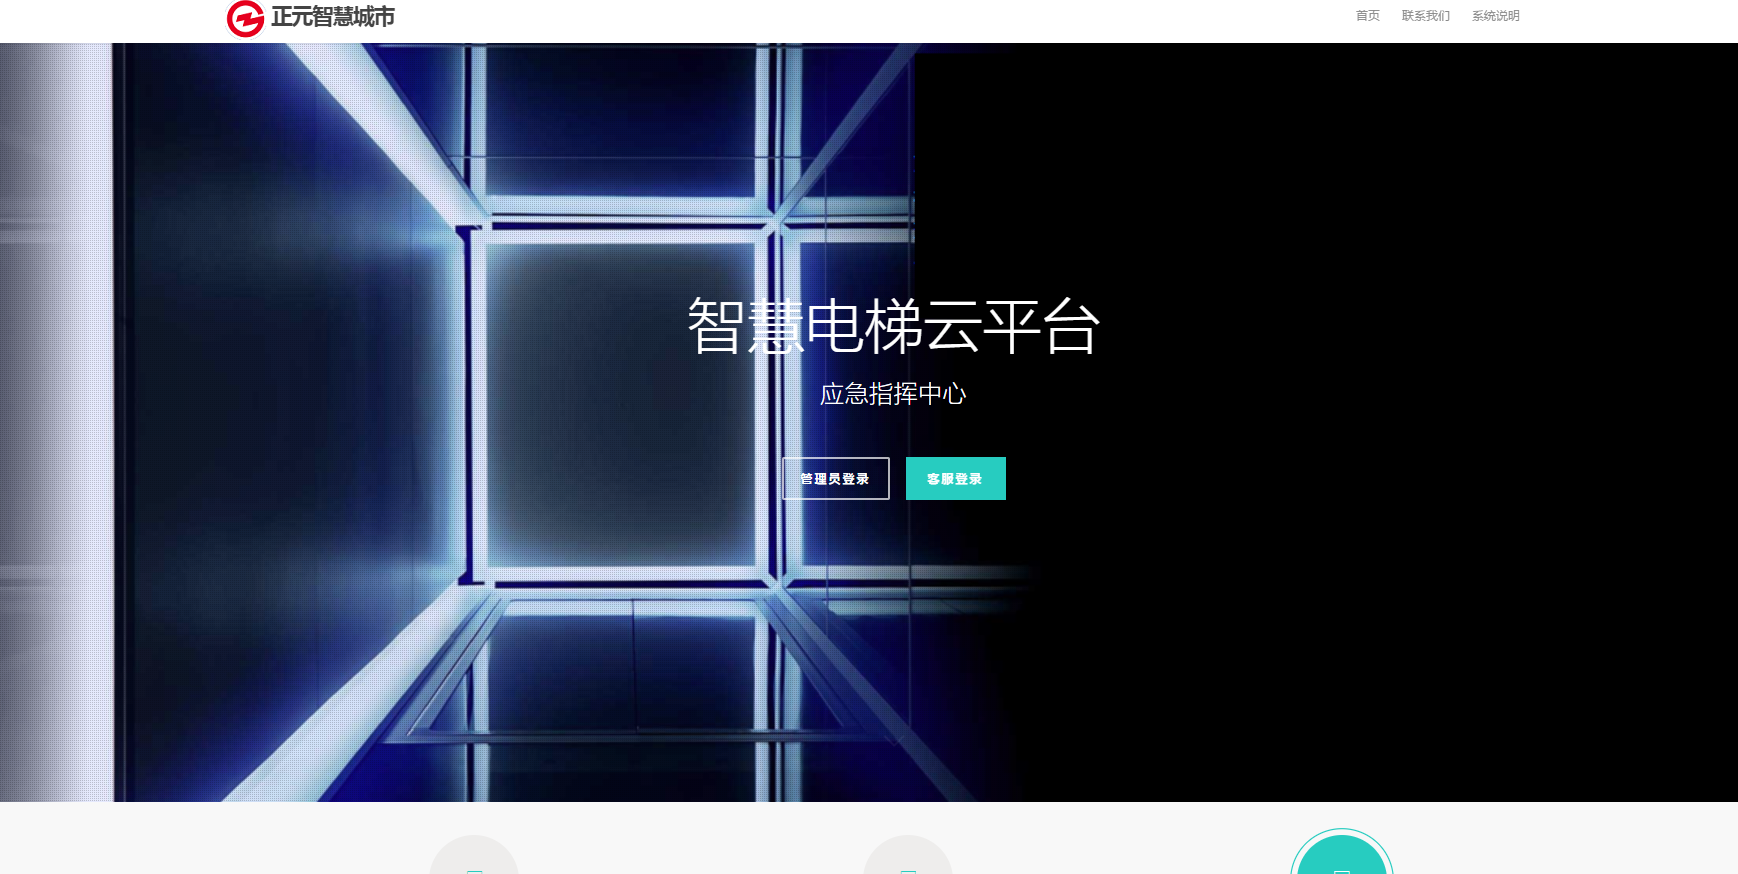 正元智慧城市
首页 联系我们 系统说明
智慧电梯云平台
应急指挥中心
管理员登录 客服登录